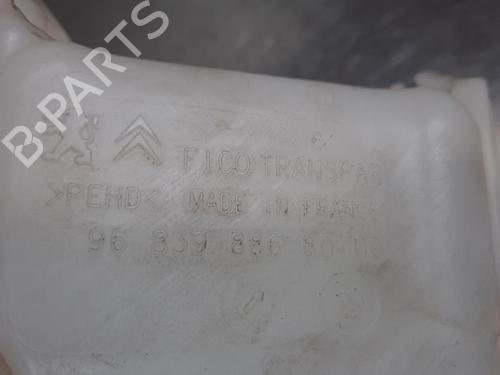 B-PARTS
FICO TRANSPAR
>PEHD< MADE IN FRANCE
96 839 886 80